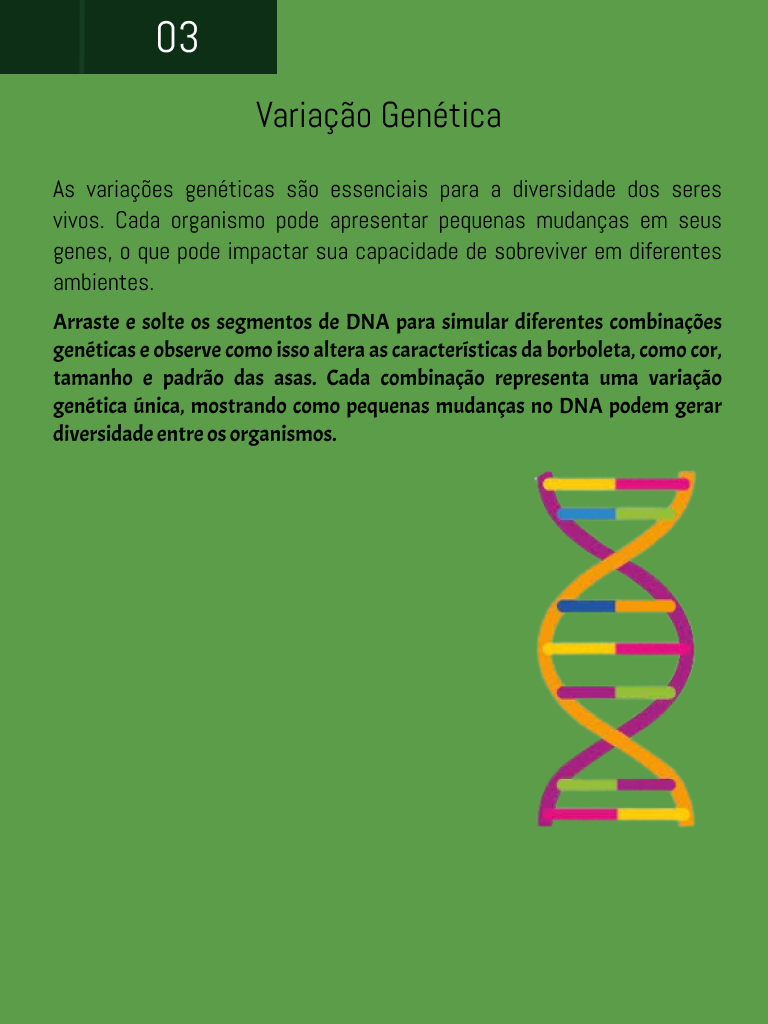 03
Variação Genética
As variações genéticas são essenciais para a diversidade dos seres
vivos. Cada organismo pode apresentar pequenas mudanças em seus
genes, o que pode impactar sua capacidade de sobreviver em diferentes
ambientes.
Arraste e solte os segmentos de DNA para simular diferentes combinações
genéticas e observe como isso altera as características da borboleta, como cor,
tamanho e padrão das asas. Cada combinação representa uma variação
genética única, mostrando como pequenas mudanças no DNA podem gerar
diversidade entre os organismos.